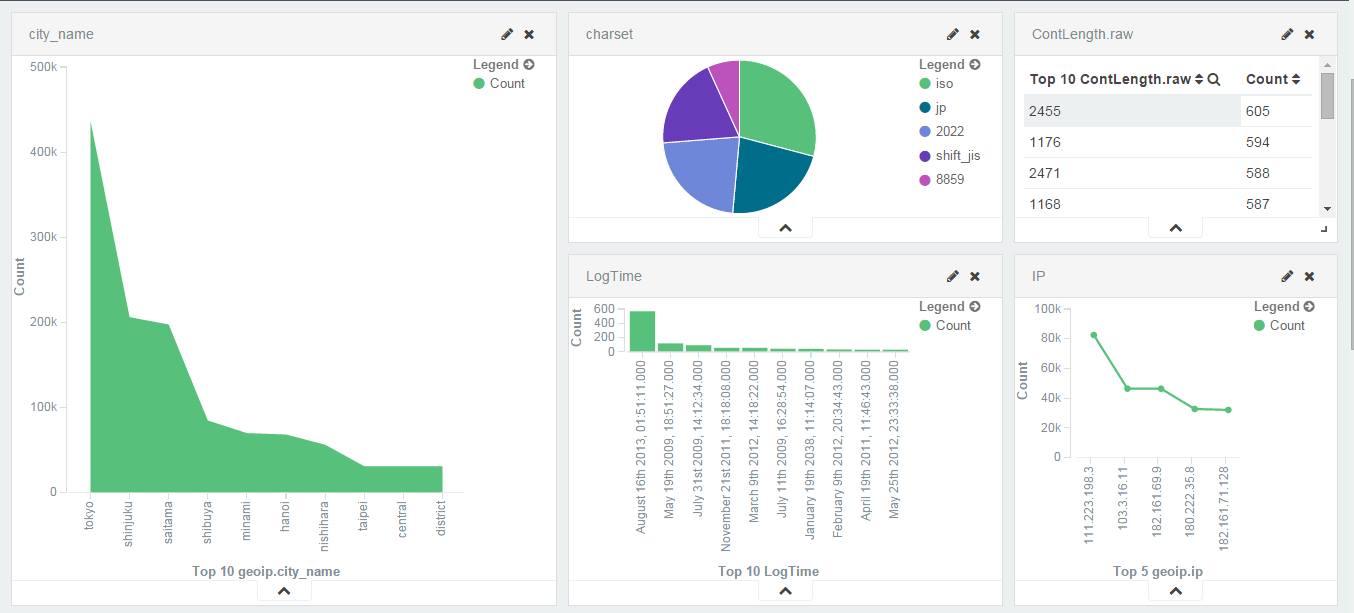 city_name
500k
400k
300k
200k
100k
0
Count
tokyo
shinjuku
saitama
shibuya
minami
hanoi
nishihara
taipei
central
district
Top 10 geoip.city_name
Legend
Count
charset
Legend
iso
jp
2022
shift_jis
8859
ContLength.raw
Top 10 ContLength.raw Count
2455 605
1176 594
2471 588
1168 587
LogTime
600
400
200
0
Count
August 16th 2013, 01:51:11.000
May 19th 2009, 18:51:27.000
July 31st 2009, 14:12:34.000
November 21st 2011, 18:18:08.000
March 9th 2012, 14:18:22.000
July 11th 2009, 16:28:54.000
January 19th 2038, 11:14:07.000
February 9th 2012, 20:34:43.000
April 19th 2011, 11:46:43.000
May 25th 2012, 23:33:38.000
Top 10 LogTime
Legend
Count
IP
100k
80k
60k
40k
20k
0
Count
111.223.198.3
103.3.16.11
182.161.69.9
180.222.35.8
182.161.71.128
Top 5 geoip.ip
Legend
Count